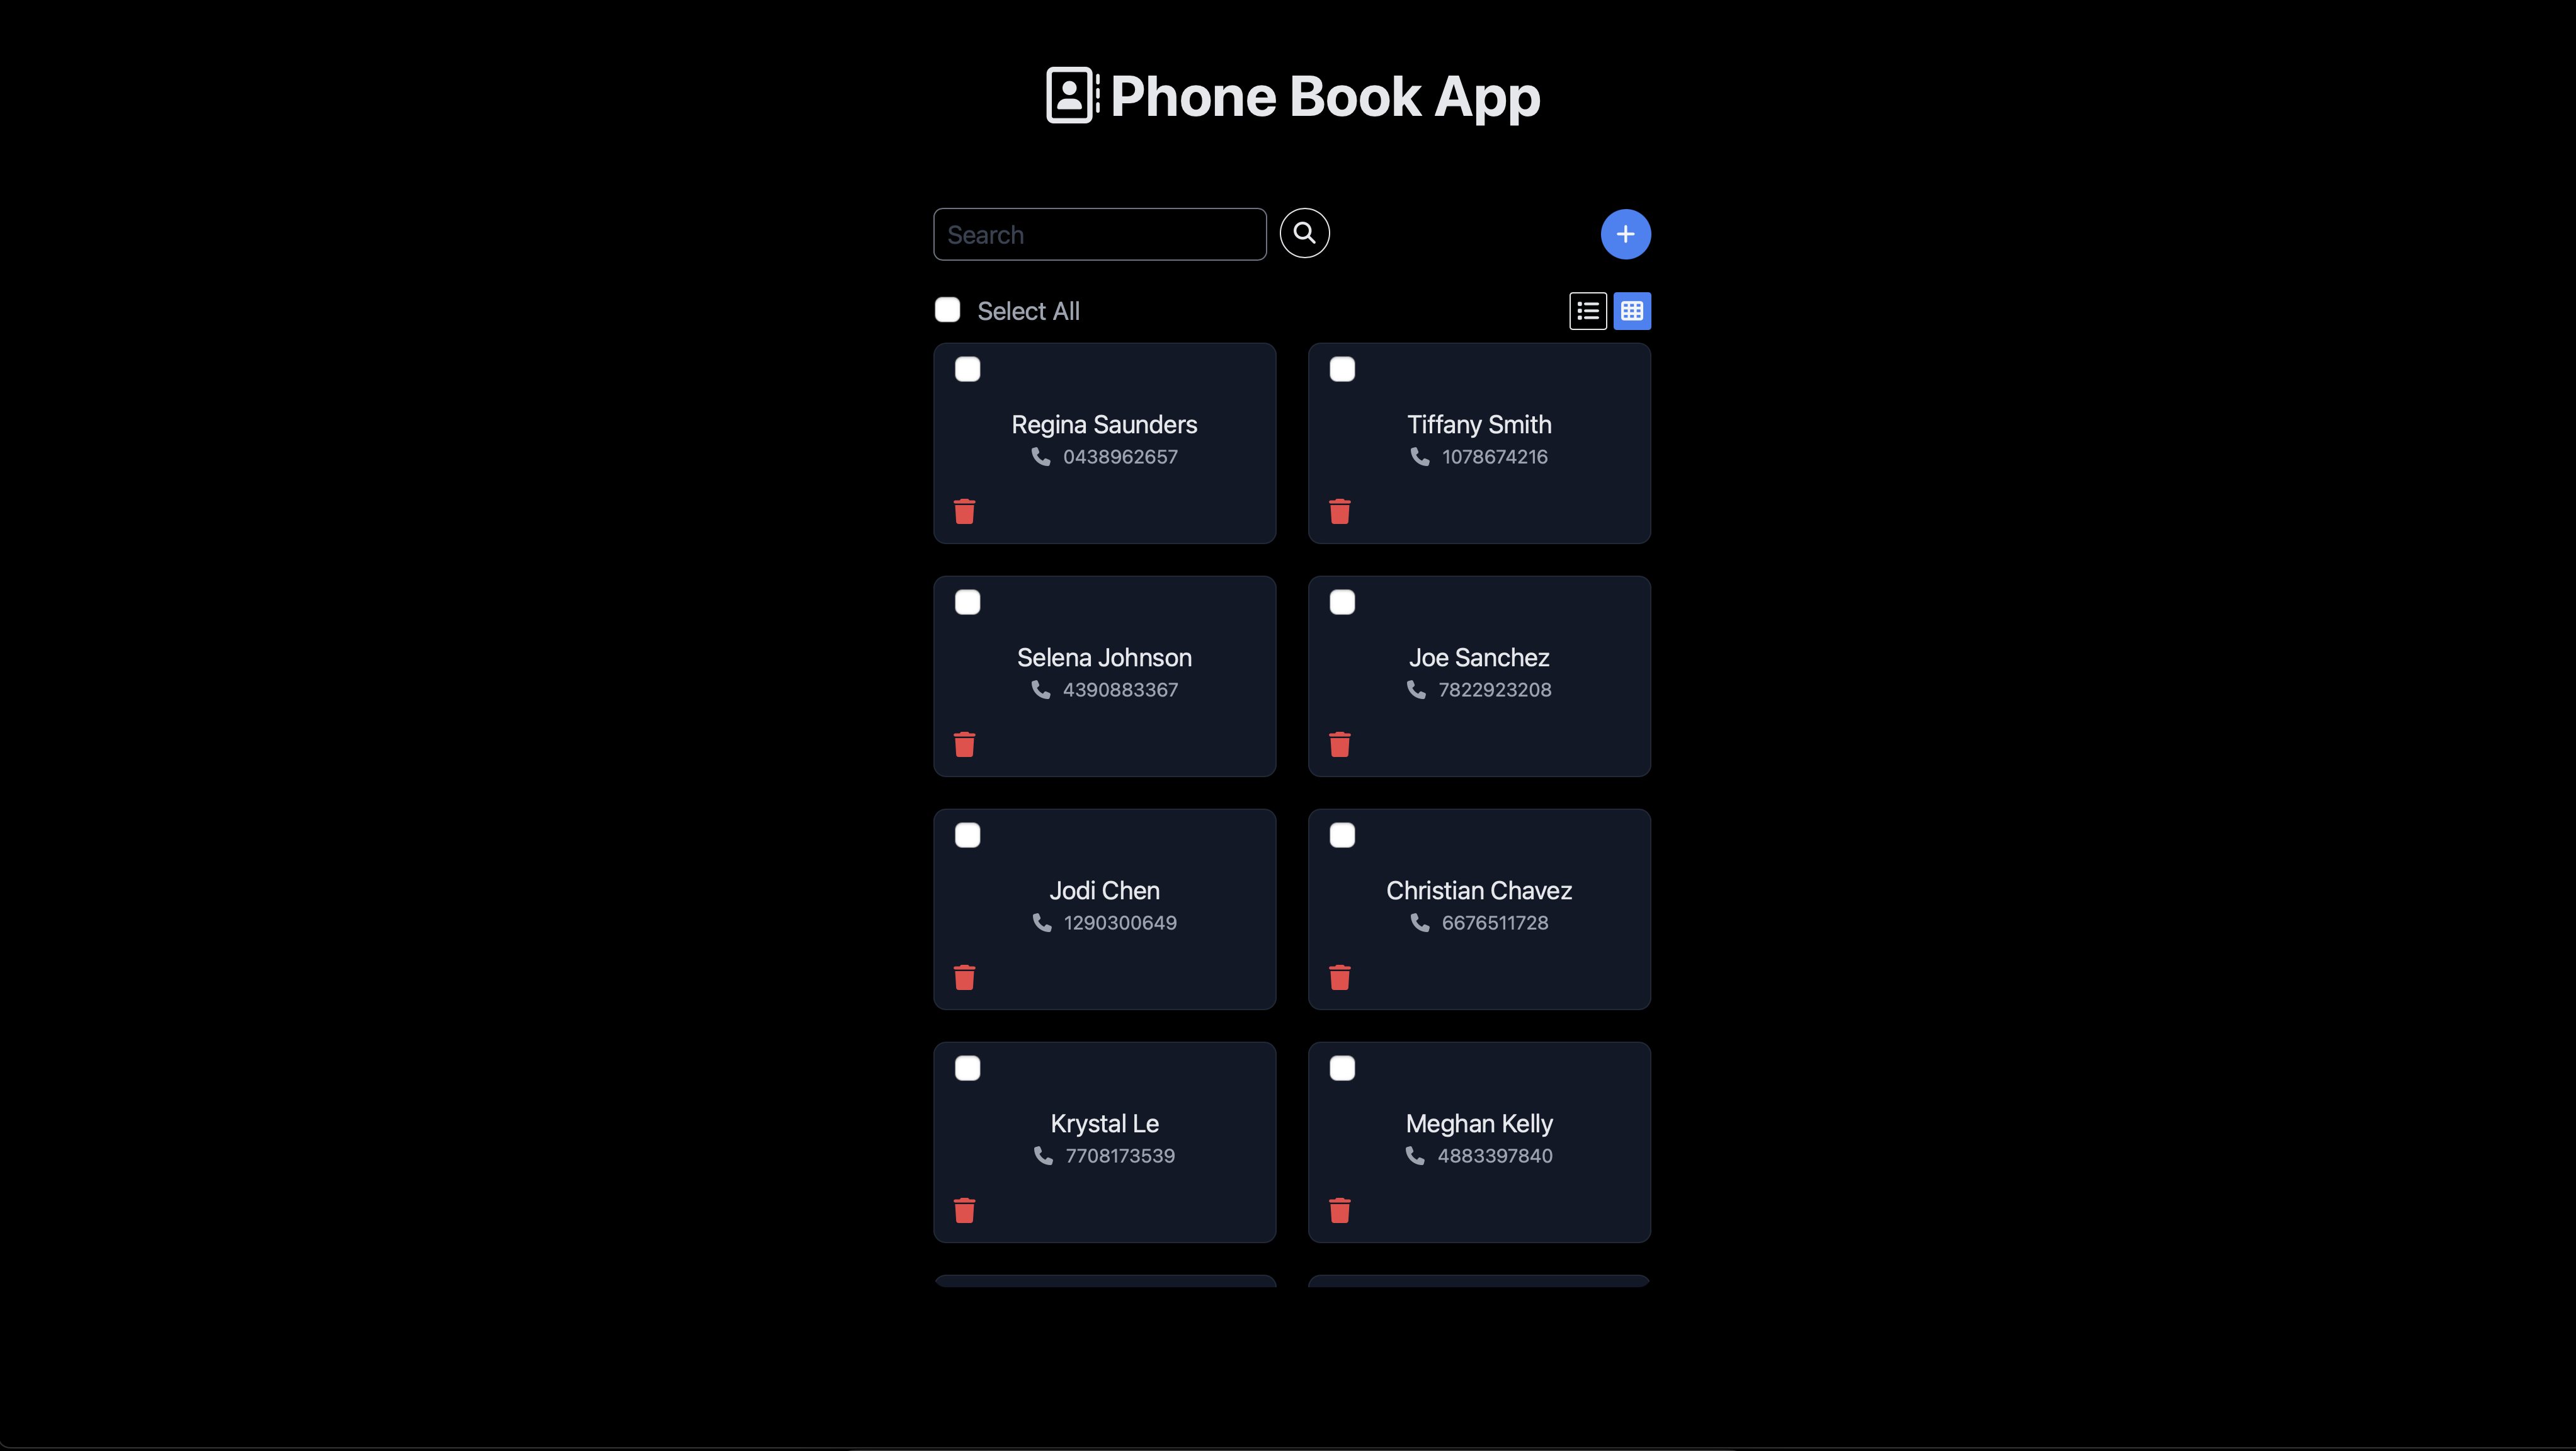 Phone Book App
Search
Select All
Regina Saunders
0438962657
Tiffany Smith
1078674216
Selena Johnson
4390883367
Joe Sanchez
7822923208
Jodi Chen
1290300649
Christian Chavez
6676511728
Krystal Le
7708173539
Meghan Kelly
4883397840